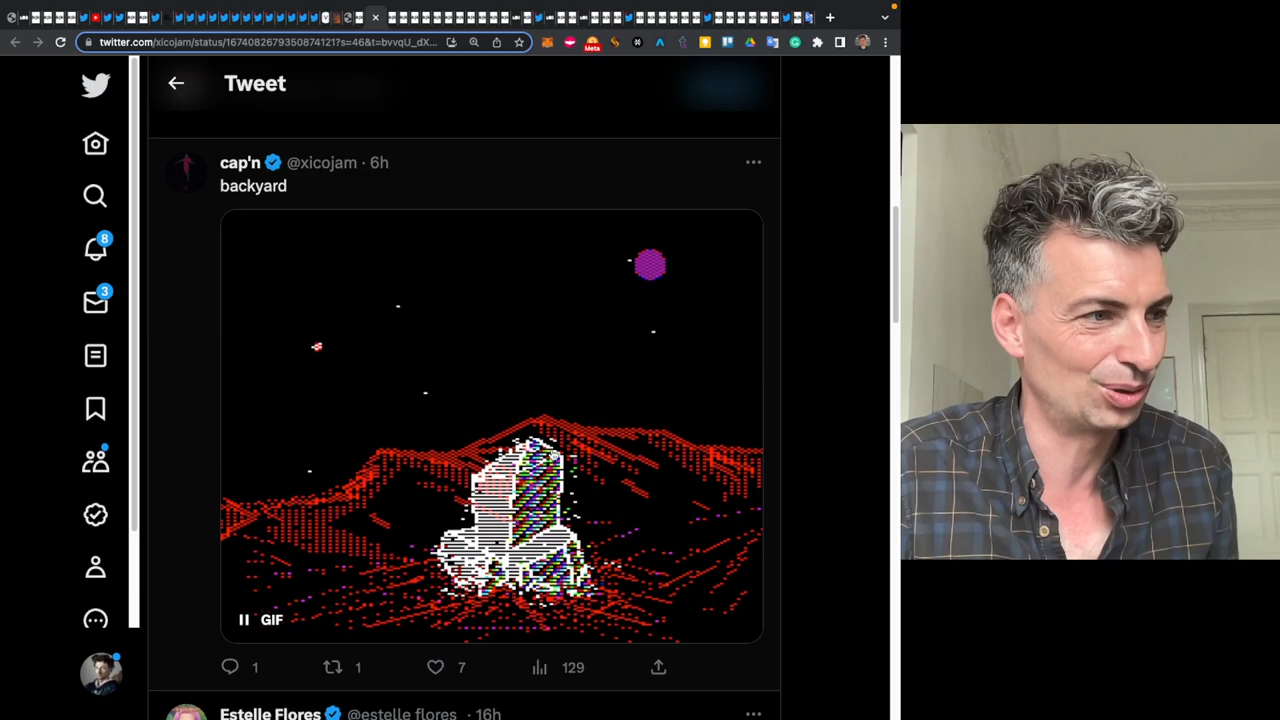 twitter.com/xicojam/status/1674082679350874121?s=46&t=bvvqU_dX...
Meta
Tweet
cap'n @xicojam · 6h
backyard
8
3
GIF
1 1 7 129
Estelle Flores @estelle_flores · 16h